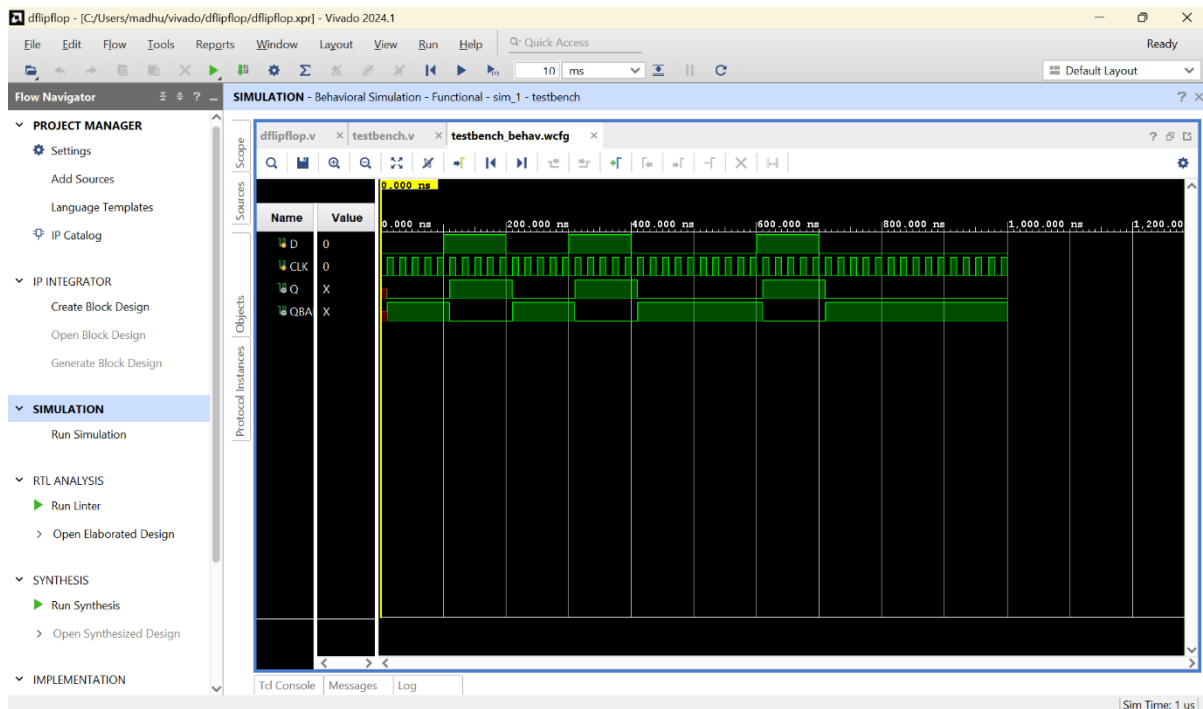 dflipflop - [C:/Users/madhu/vivado/dflipflop/dflipflop.xpr] - Vivado 2024.1
File Edit Flow Tools Reports Window Layout View Run Help Q- Quick Access Ready
10 ms Default Layout
Flow Navigator ? SIMULATION - Behavioral Simulation - Functional - sim_1 - testbench ? ×
PROJECT MANAGER
Settings
Add Sources
Language Templates
IP Catalog
IP INTEGRATOR
Create Block Design
Open Block Design
Generate Block Design
SIMULATION
Run Simulation
RTL ANALYSIS
Run Linter
Open Elaborated Design
SYNTHESIS
Run Synthesis
Open Synthesized Design
IMPLEMENTATION
Scope
Sources
Objects
Protocol Instances
dflipflop.v × testbench.v × testbench_behav.wcfg × ?
0.000 ns
Name Value 0.000 ns 200.000 ns 400.000 ns 600.000 ns 800.000 ns 1,000.000 ns 1,200.00
D 0
CLK 0
Q X
QBA X
Tcl Console Messages Log
Sim Time: 1 us